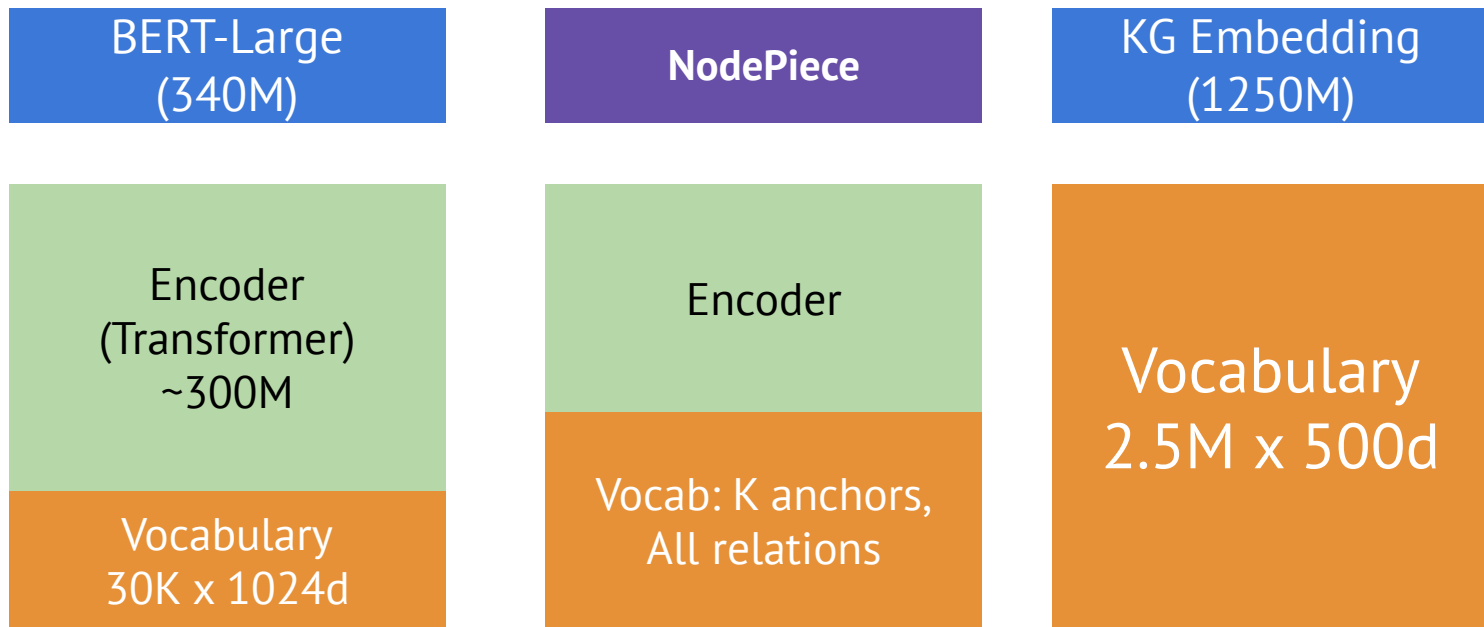 BERT-Large
(340M)
NodePiece
KG Embedding
(1250M)
Encoder
(Transformer)
~300M
Vocabulary
30K x 1024d
Encoder
Vocab: K anchors,
All relations
Vocabulary
2.5M x 500d